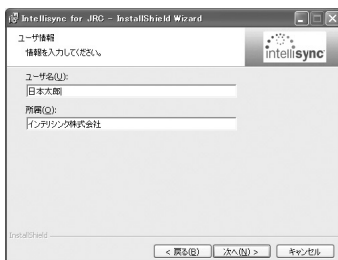 Intellisync for JRC - InstallShield Wizard
ユーザ情報
情報を入力してください。
intellisync
ユーザ名(U):
日本太郎
所属(O):
インテリシンク株式会社
InstallShield
< 戻る(B) 次へ(N) > キャンセル